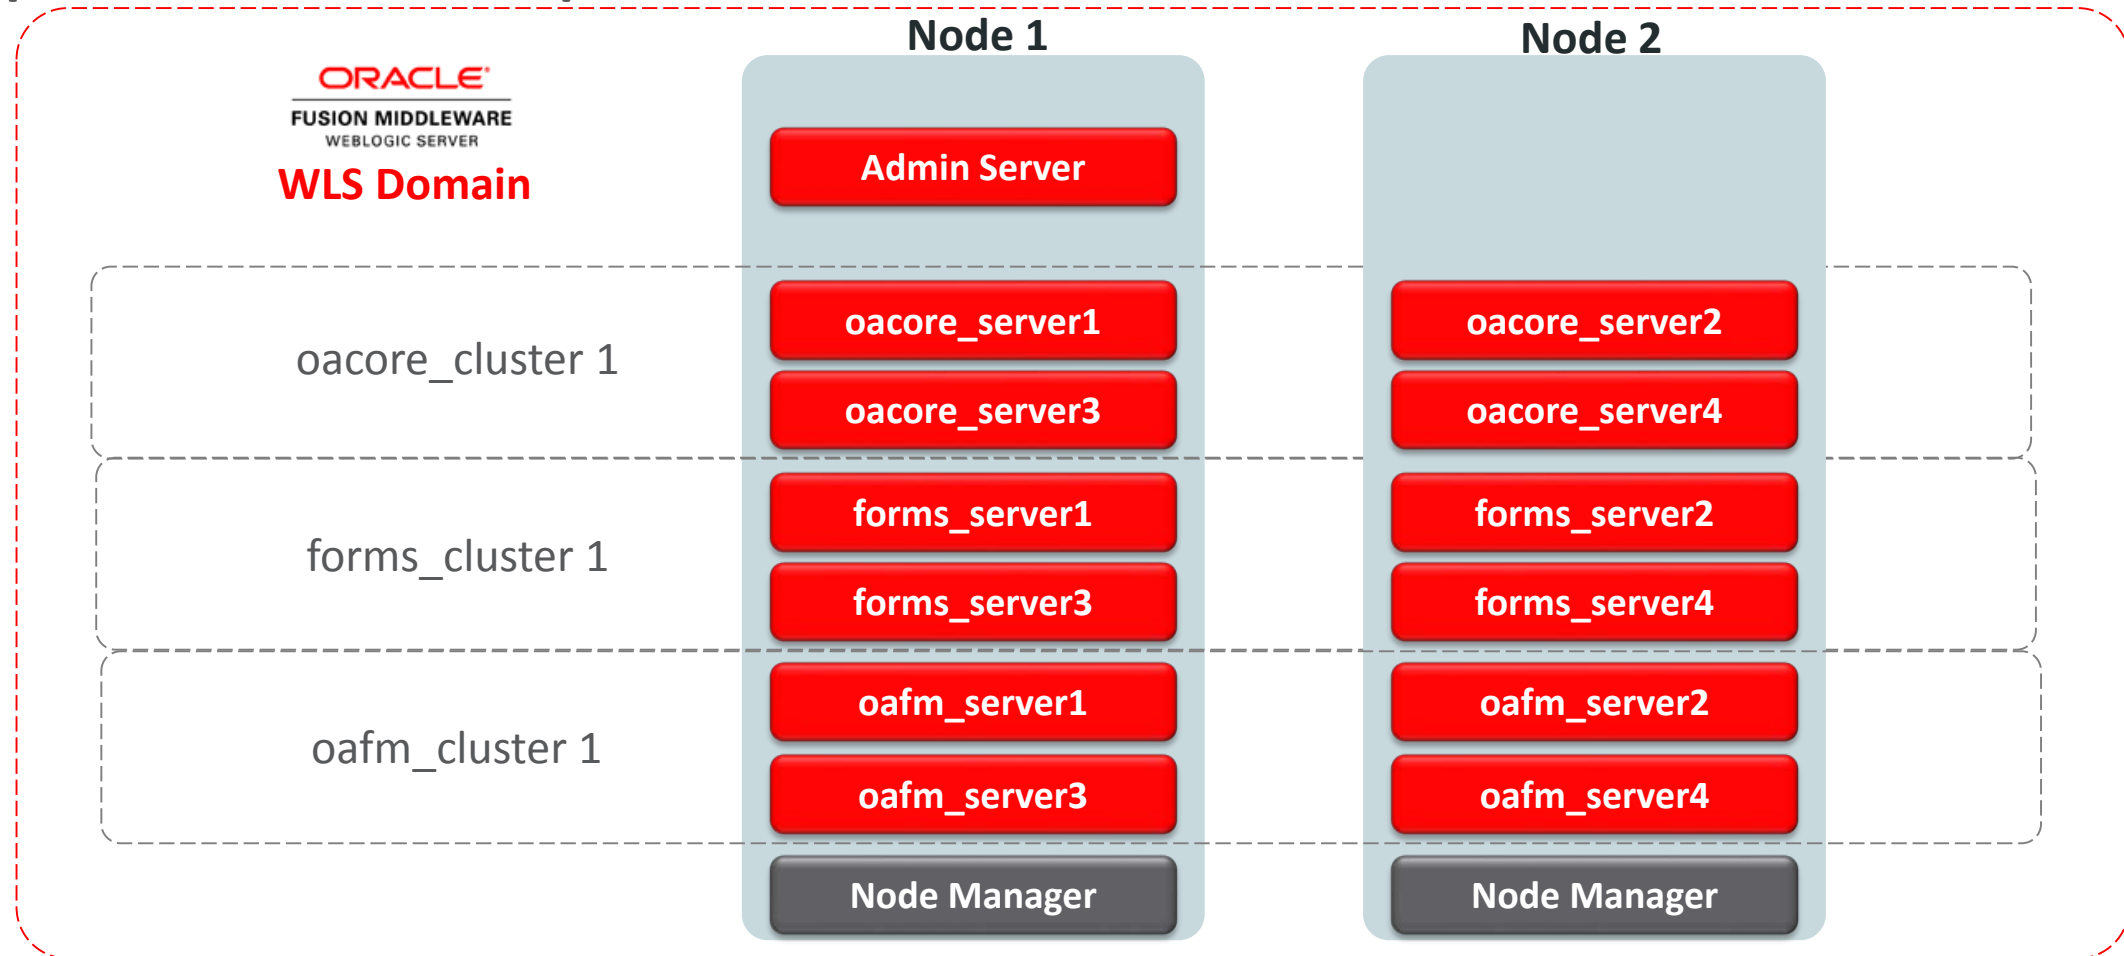 Node 1
Node 2
ORACLE
FUSION MIDDLEWARE
WEBLOGIC SERVER
WLS Domain
Admin Server
oacore_cluster 1
oacore_server1
oacore_server2
oacore_server3
oacore_server4
forms_cluster 1
forms_server1
forms_server2
forms_server3
forms_server4
oafm_cluster 1
oafm_server1
oafm_server2
oafm_server3
oafm_server4
Node Manager
Node Manager